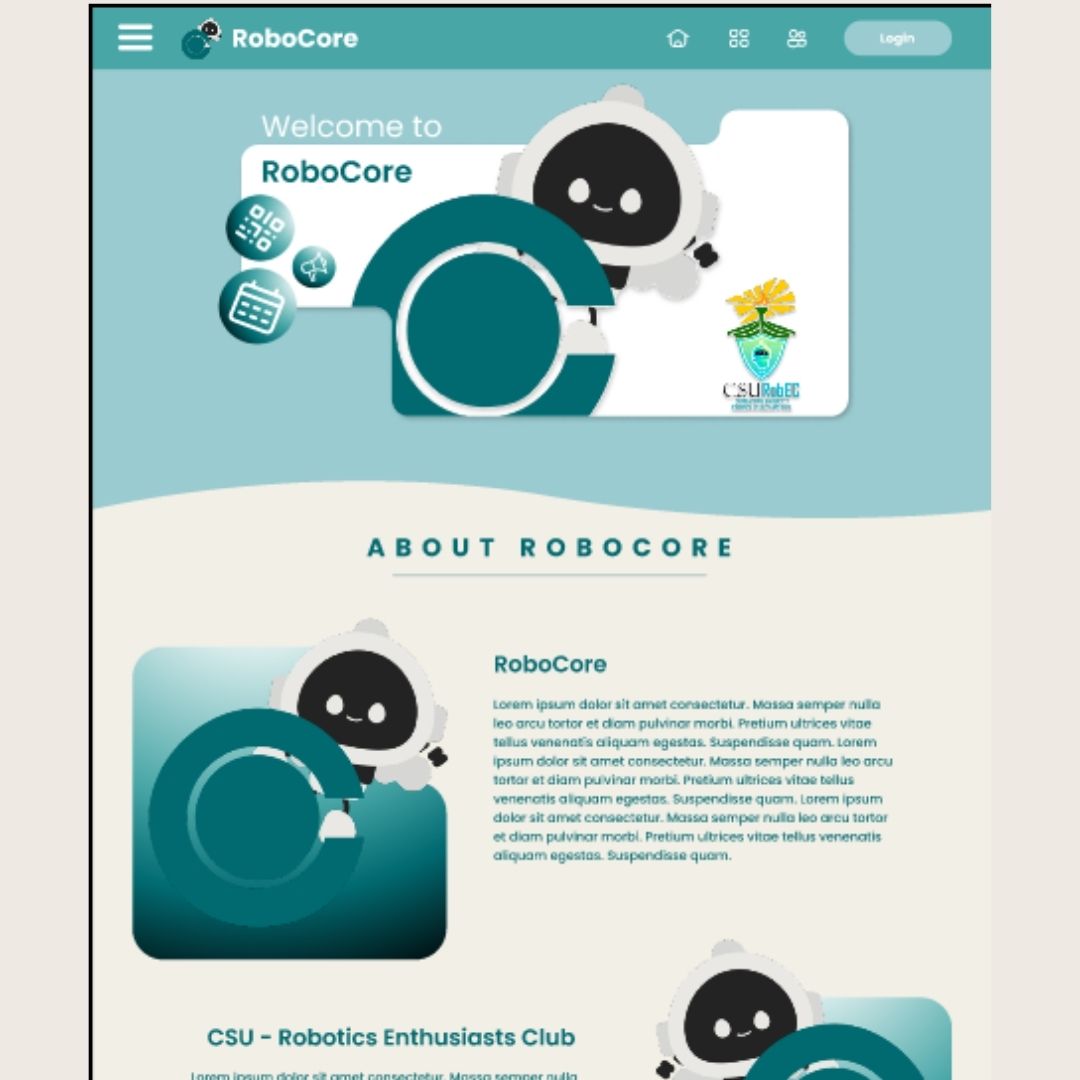 RoboCore
Login
Welcome to
RoboCore
CSURobEC
ABOUT ROBOCORE
RoboCore
Lorem ipsum dolor sit amet consectetur. Massa semper nulla
leo arcu tortor et diam pulvinar morbi. Pretium ultrices vitae
tellus venenatis aliquam egestas. Suspendisse quam. Lorem
ipsum dolor sit amet consectetur. Massa semper nulla leo arcu
tortor et diam pulvinar morbi. Pretium ultrices vitae tellus
venenatis aliquam egestas. Suspendisse quam. Lorem ipsum
dolor sit amet consectetur. Massa semper nulla leo arcu tortor
et diam pulvinar morbi. Pretium ultrices vitae tellus venenatis
aliquam egestas. Suspendisse quam.
CSU - Robotics Enthusiasts Club
Lorem ipsum dolor sit amet consectetur. Massa semper nulla